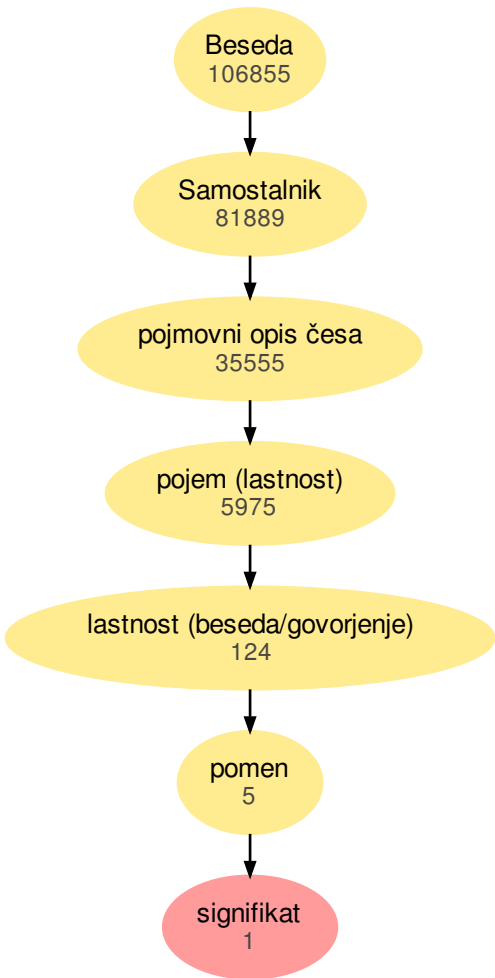 Beseda
106855
Samostalnik
81889
pojmovni opis česa
35555
pojem (lastnost)
5975
lastnost (beseda/govorjenje)
124
pomen
5
signifikat
1